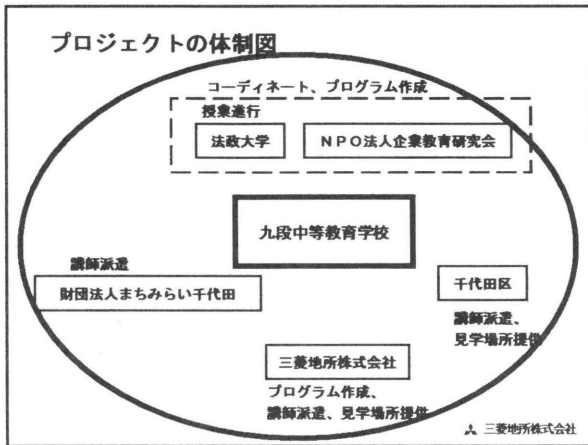 プロジェクトの体制図
コーディネート、プログラム作成
授業進行
法政大学
NPO法人企業教育研究会
九段中等教育学校
講師派遣
財団法人まちみらい千代田
千代田区
講師派遣、
見学場所提供
三菱地所株式会社
プログラム作成、
講師派遣、見学場所提供
三菱地所株式会社